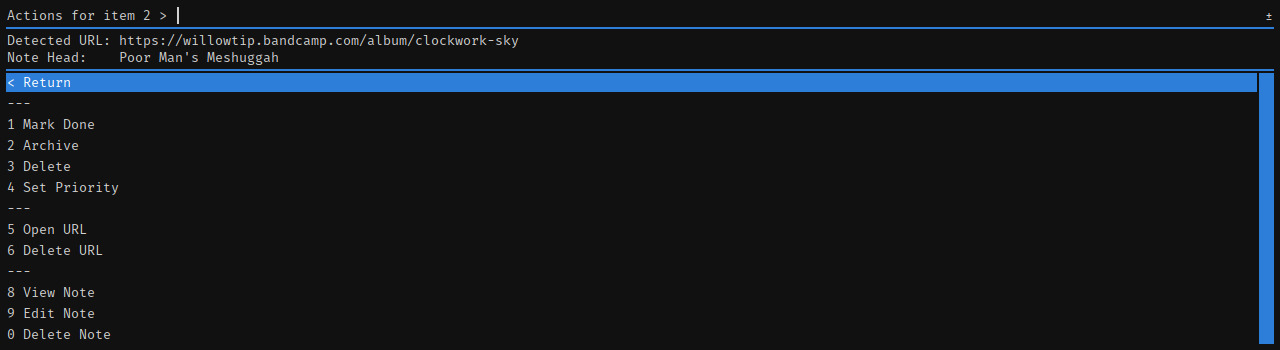 Actions for item 2 > ±
Detected URL: https://willowtip.bandcamp.com/album/clockwork-sky
Note Head:    Poor Man's Meshuggah
< Return
---
1 Mark Done
2 Archive
3 Delete
4 Set Priority
---
5 Open URL
6 Delete URL
---
8 View Note
9 Edit Note
0 Delete Note